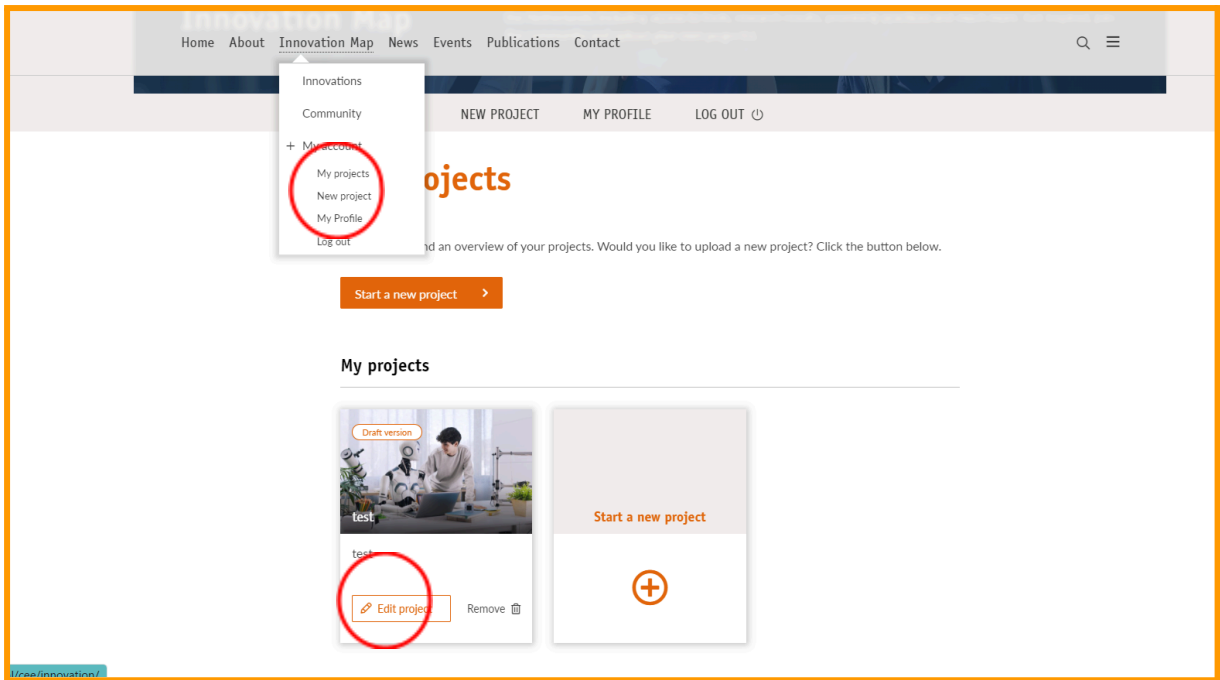 Innovation Map
Home About Innovation Map News Events Publications Contact
Innovations
Community
NEW PROJECT MY PROFILE LOG OUT
+ My account
My projects
New project
My Profile
Log out
ojects
nd an overview of your projects. Would you like to upload a new project? Click the button below.
Start a new project
My projects
Draft version
test
test
Edit project
Remove
Start a new project
l/cee/innovation/